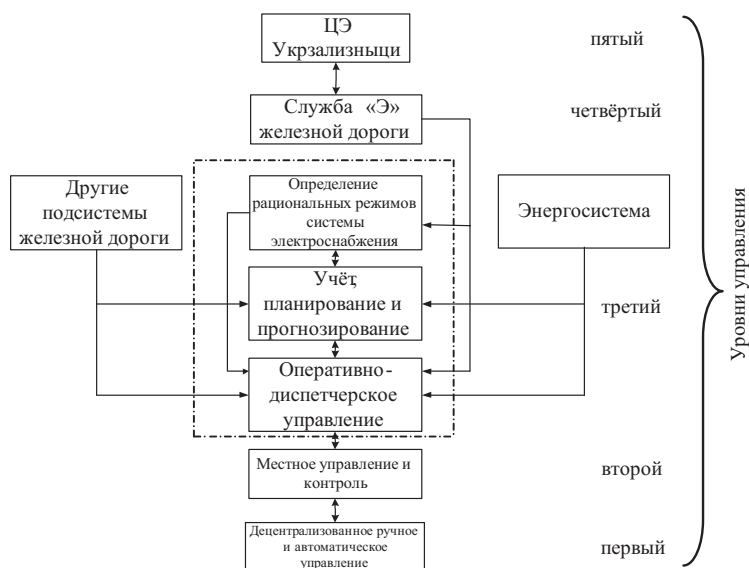 ЦЭ
Укрзализныци
пятый
Служба «Э»
железной дороги
четвёртый
Другие
подсистемы
железной дороги
Определение
рациональных режимов
системы
электроснабжения
Энергосистема
Учёт,
планирование и
прогнозирование
третий
Оперативно-
диспетчерское
управление
Местное управление и
контроль
второй
Децентрализованное ручное
и автоматическое
управление
первый
Уровни управления